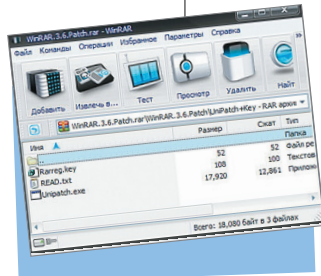 WinRAR.3.6.Patch.rar - WinRAR
Файл Команды Операции Избранное Параметры Справка
Добавить Извлечь в... Тест Просмотр Удалить Найт
WinRAR.3.6.Patch.rar\WinRAR.3.6.Patch\UniPatch+Key - RAR архив
Имя Размер Сжат Тип
.. Папка
Rarreg.key 52 52 Файл ре
READ.txt 108 100 Текстов
Unipatch.exe 17,920 12,861 Прилож
Всего: 18,080 байт в 3 файлах